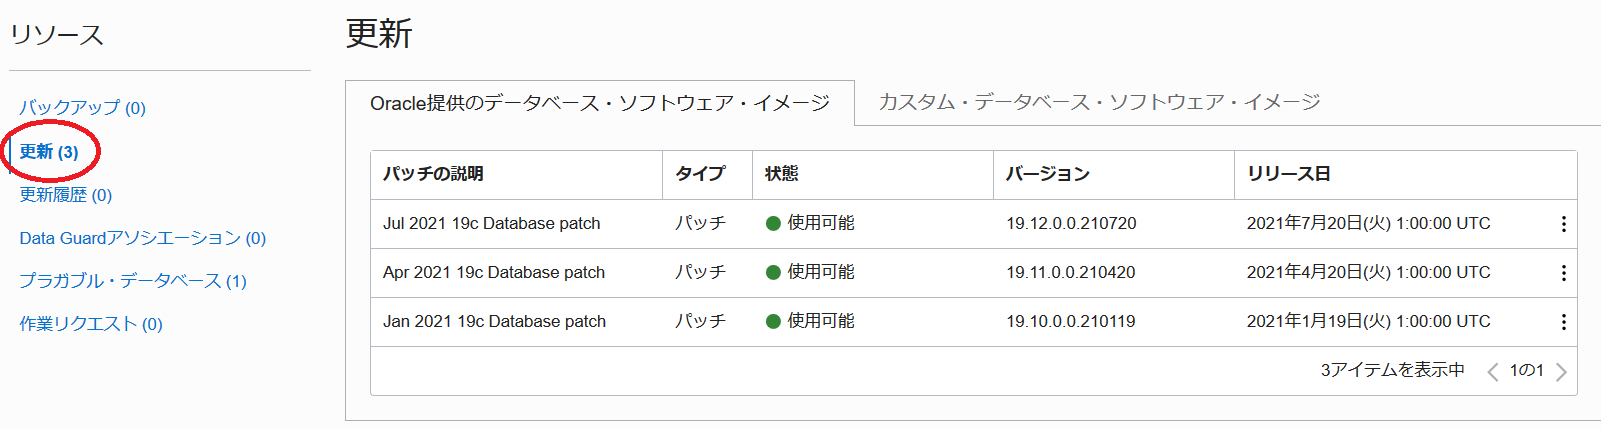 リソース
バックアップ (0)
更新 (3)
更新履歴 (0)
Data Guardアソシエーション (0)
プラガブル・データベース (1)
作業リクエスト (0)
更新
Oracle提供のデータベース・ソフトウェア・イメージ カスタム・データベース・ソフトウェア・イメージ
パッチの説明 タイプ 状態 バージョン リリース日
Jul 2021 19c Database patch パッチ 使用可能 19.12.0.0.210720 2021年7月20日(火) 1:00:00 UTC
Apr 2021 19c Database patch パッチ 使用可能 19.11.0.0.210420 2021年4月20日(火) 1:00:00 UTC
Jan 2021 19c Database patch パッチ 使用可能 19.10.0.0.210119 2021年1月19日(火) 1:00:00 UTC
3アイテムを表示中 1の1